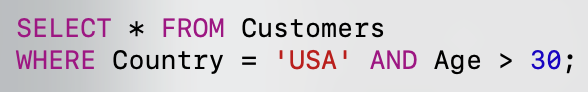 SELECT * FROM Customers
WHERE Country = 'USA' AND Age > 30;